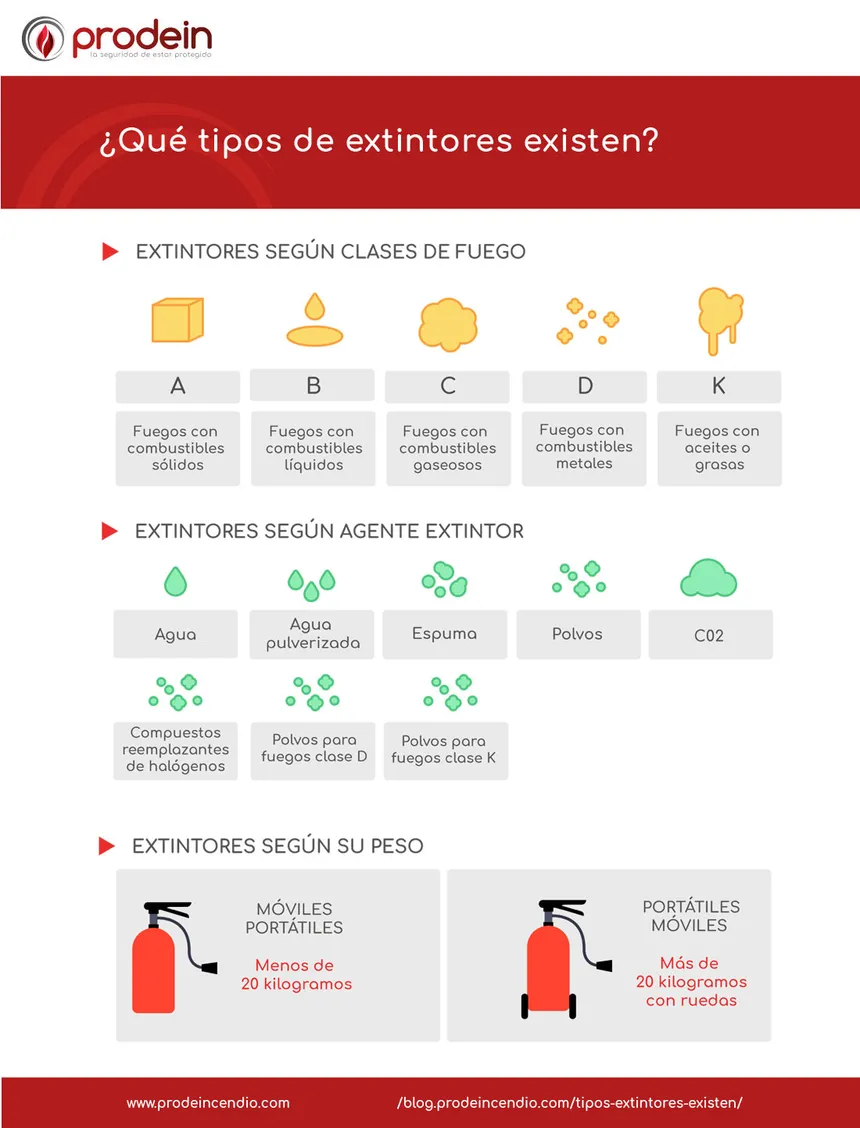 prodein
la seguridad de estar protegido
¿Qué tipos de extintores existen?
EXTINTORES SEGÚN CLASES DE FUEGO
A
B
C
D
K
Fuegos con
combustibles
sólidos
Fuegos con
combustibles
líquidos
Fuegos con
combustibles
gaseosos
Fuegos con
combustibles
metales
Fuegos con
aceites o
grasas
EXTINTORES SEGÚN AGENTE EXTINTOR
Agua
Agua
pulverizada
Espuma
Polvos
C02
Compuestos
reemplazantes
de halógenos
Polvos para
fuegos clase D
Polvos para
fuegos clase K
EXTINTORES SEGÚN SU PESO
MÓVILES
PORTÁTILES
Menos de
20 kilogramos
PORTÁTILES
MÓVILES
Más de
20 kilogramos
con ruedas
www.prodeincendio.com
/blog.prodeincendio.com/tipos-extintores-existen/